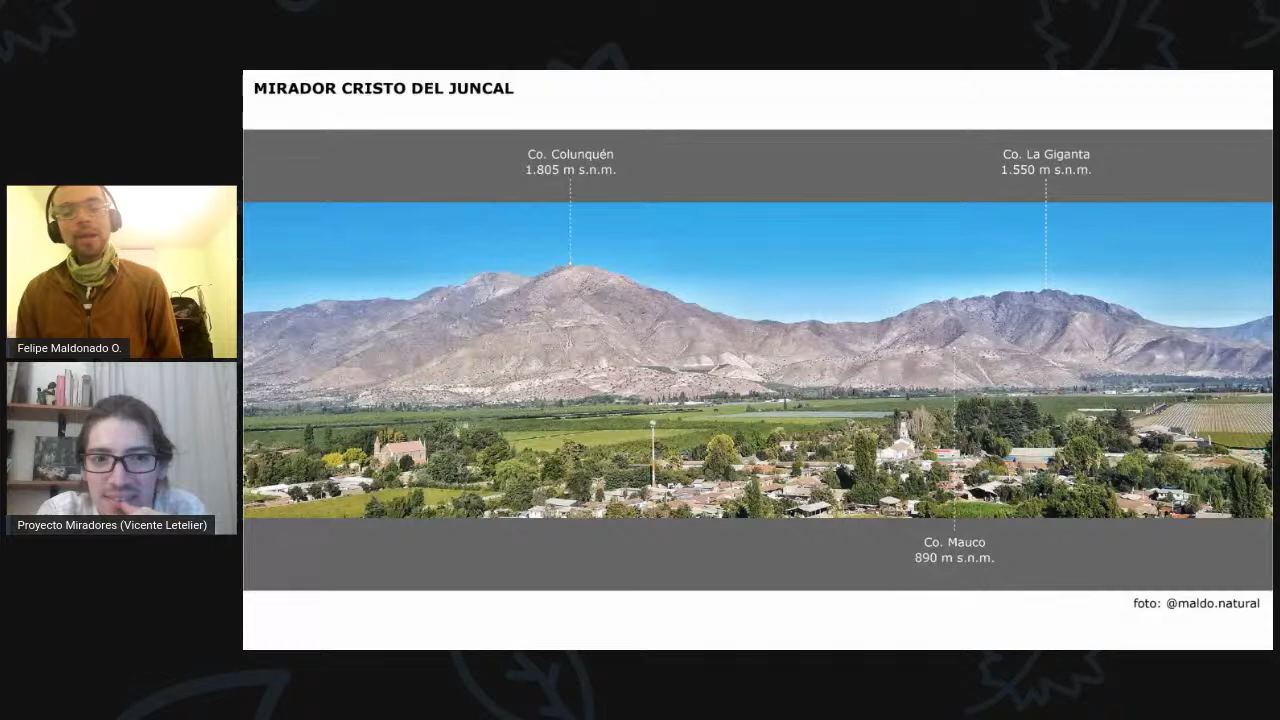 MIRADOR CRISTO DEL JUNCAL
Co. Colunquén
1.805 m s.n.m.
Co. La Giganta
1.550 m s.n.m.
Felipe Maldonado O.
Proyecto Miradores (Vicente Letelier)
Co. Mauco
890 m s.n.m.
foto: @maldo.natural